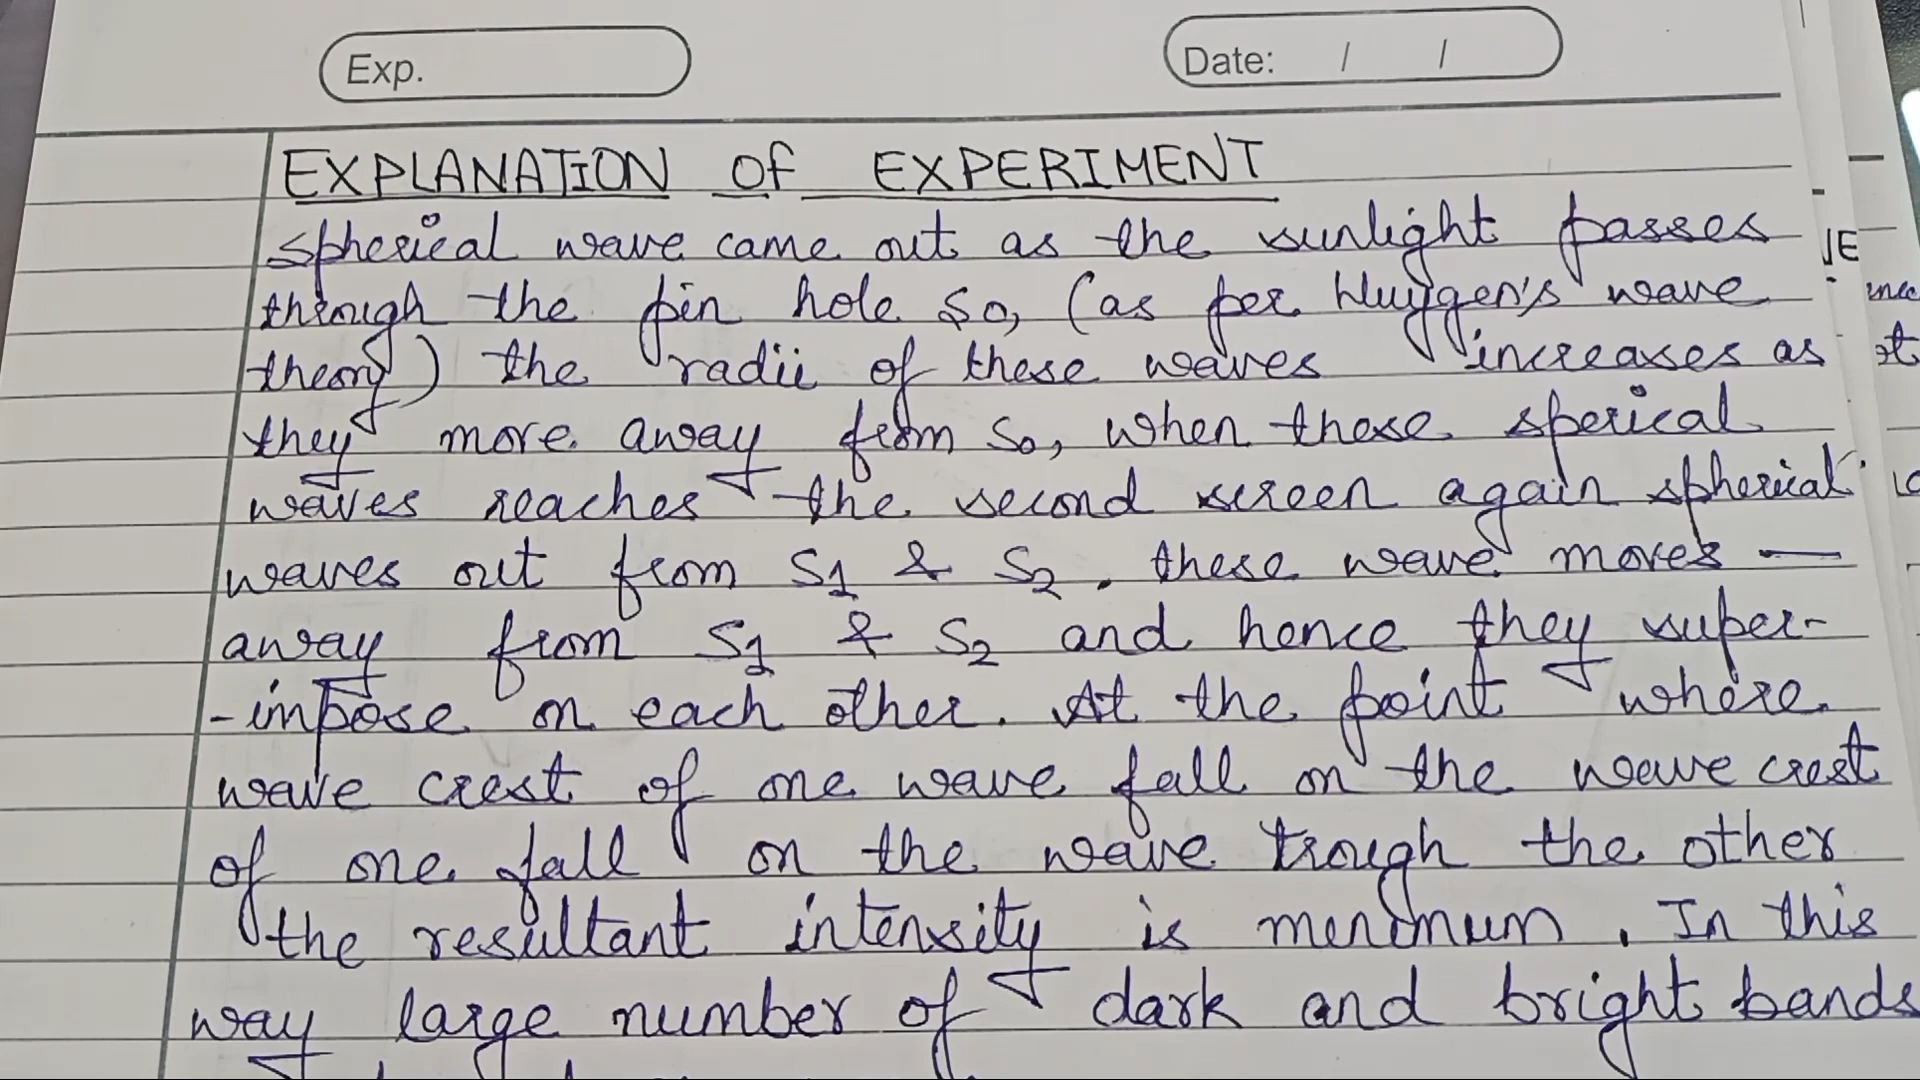 Exp.
Date: / /
EXPLANATION Of EXPERIMENT
spherical wave came out as the sunlight passes
through the pin hole So, (as per Huygen's wave
theory) the radii of these waves increases as
they more away from So, when these sperical
waves reaches the second screen again spherical
waves out from S1 & S2. these wave moves —
away from S1 & S2 and hence they super-
-impose on each other. At the point where
wave crest of one wave fall on the wave crest
of one fall on the wave trough the other
the resultant intensity is menimum. In this
way large number of dark and bright bands